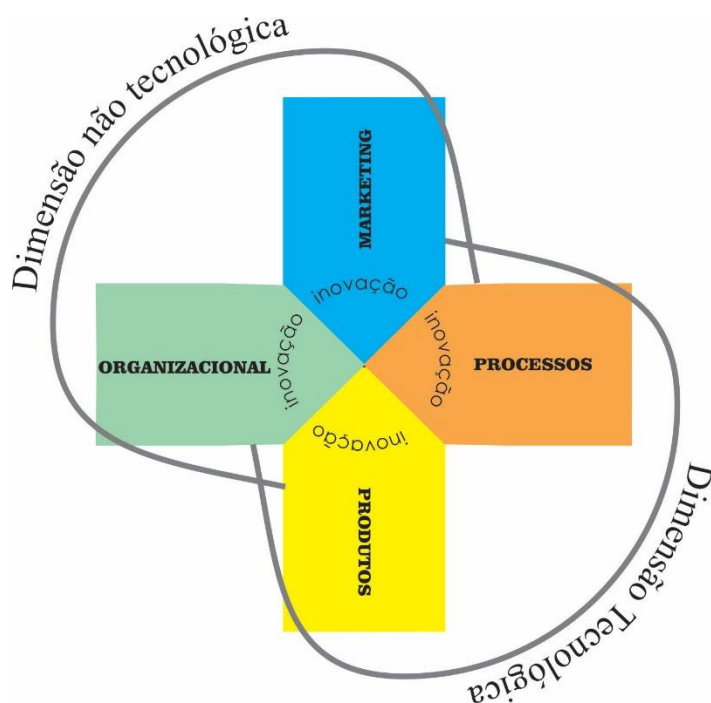 Dimensão não tecnológica
MARKETING
inovação
ORGANIZACIONAL
inovação
inovação
PROCESSOS
inovação
PRODUTOS
Dimensão Tecnológica